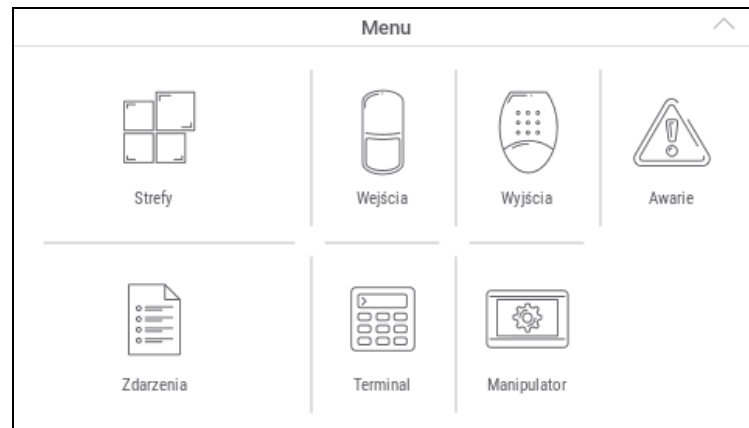 Menu
Strefy
Wejścia
Wyjścia
Awarie
Zdarzenia
Terminal
Manipulator